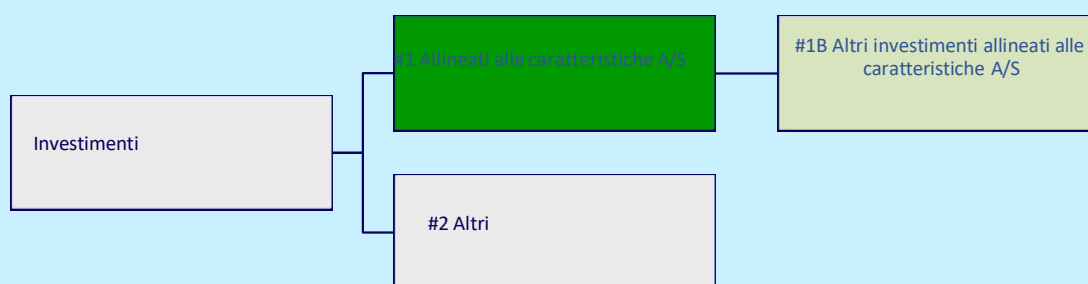 #1 Allineati alle caratteristiche A/S
#1B Altri investimenti allineati alle
caratteristiche A/S
Investimenti
#2 Altri